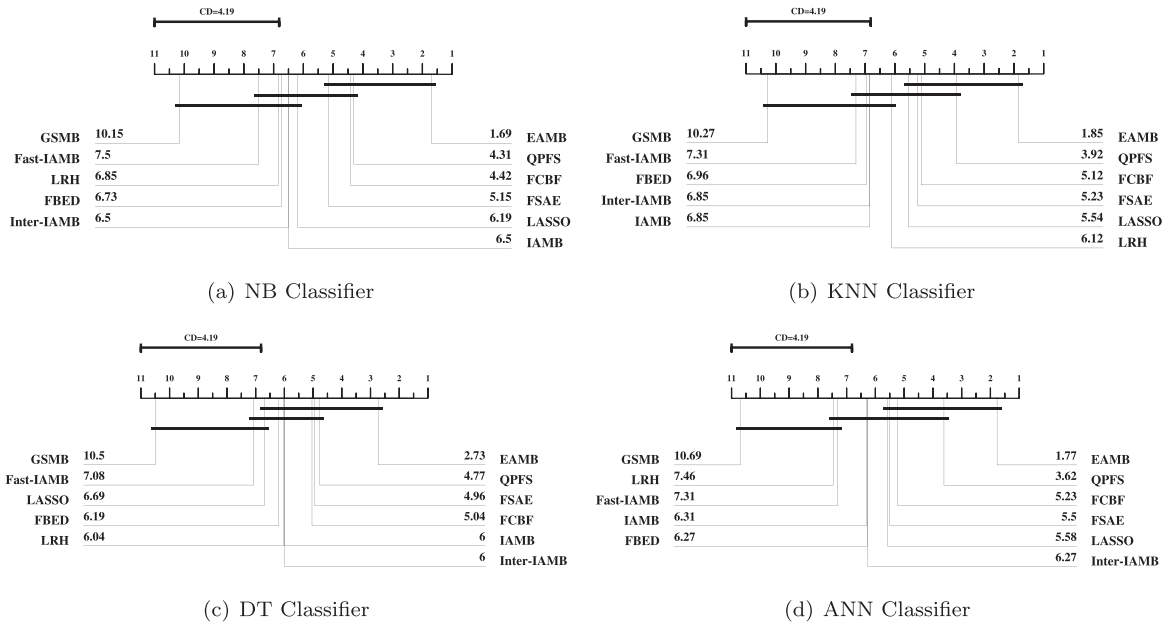 CD=4.19
11 10 9 8 7 6 5 4 3 2 1
GSMB 10.15 1.69 EAMB
Fast-IAMB 7.5 4.31 QPFS
LRH 6.85 4.42 FCBF
FBED 6.73 5.15 FSAE
Inter-IAMB 6.5 6.19 LASSO
6.5 IAMB
(a) NB Classifier
CD=4.19
11 10 9 8 7 6 5 4 3 2 1
GSMB 10.27 1.85 EAMB
Fast-IAMB 7.31 3.92 QPFS
FBED 6.96 5.12 FCBF
Inter-IAMB 6.85 5.23 FSAE
IAMB 6.85 5.54 LASSO
6.12 LRH
(b) KNN Classifier
CD=4.19
11 10 9 8 7 6 5 4 3 2 1
GSMB 10.5 2.73 EAMB
Fast-IAMB 7.08 4.77 QPFS
LASSO 6.69 4.96 FSAE
FBED 6.19 5.04 FCBF
LRH 6.04 6 IAMB
6 Inter-IAMB
(c) DT Classifier
CD=4.19
11 10 9 8 7 6 5 4 3 2 1
GSMB 10.69 1.77 EAMB
LRH 7.46 3.62 QPFS
Fast-IAMB 7.31 5.23 FCBF
IAMB 6.31 5.5 FSAE
FBED 6.27 5.58 LASSO
6.27 Inter-IAMB
(d) ANN Classifier